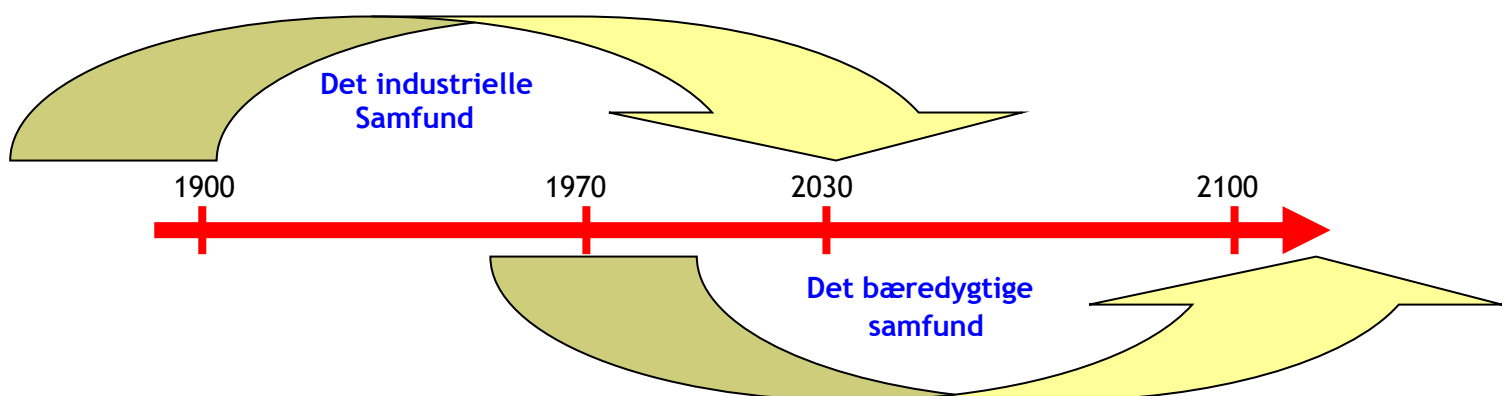 Det industrielle
Samfund
1900 1970 2030 2100
Det bæredygtige
samfund